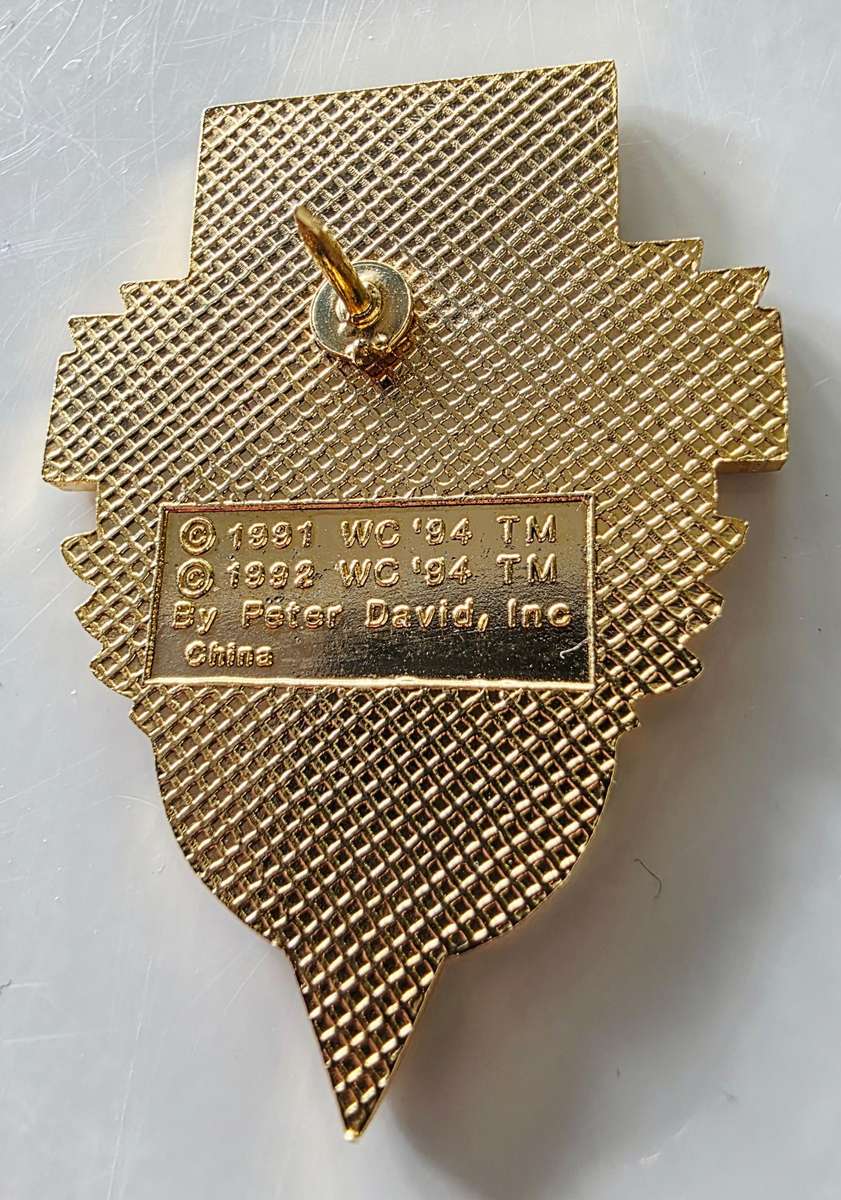 © 1991 WC '94 TM
© 1992 WC '94 TM
By Peter David, Inc
China